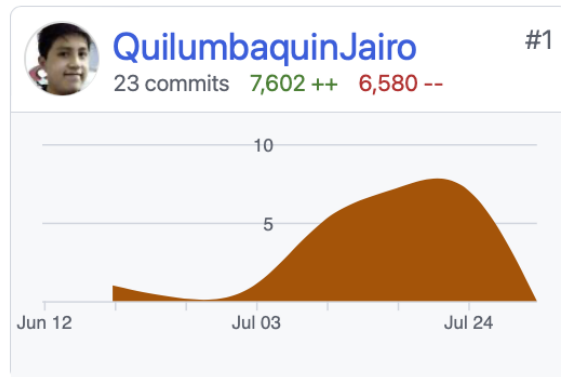 QuilumbaquinJairo #1
23 commits 7,602 ++ 6,580 --
10
5
Jun 12 Jul 03 Jul 24